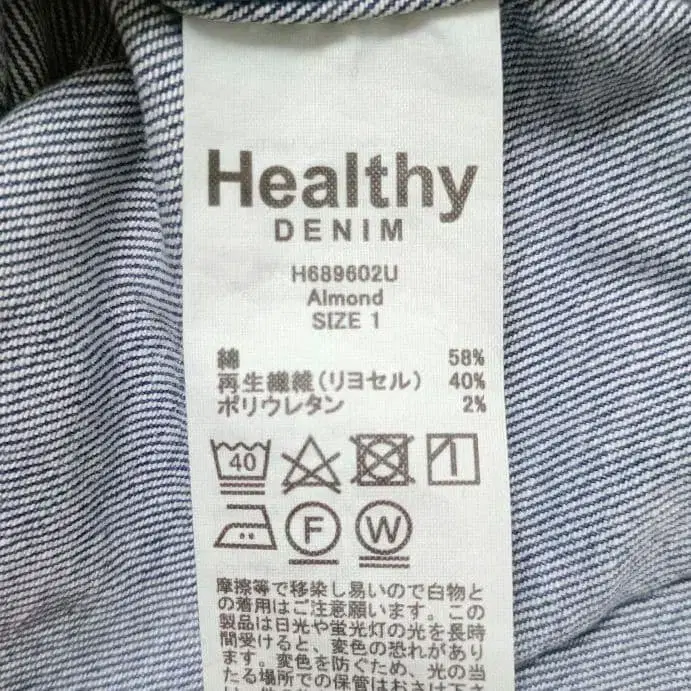 Healthy
DENIM
H689602U
Almond
SIZE 1
綿 58%
再生繊維(リヨセル) 40%
ポリウレタン 2%
40
F W
摩擦等で移染し易いので白物と
の着用はご注意願います。この
製品は日光や蛍光灯の光を長時
間受けると、変色の恐れがあり
ます。変色を防ぐため、光の当
たる場所での保管はおさけ下さ